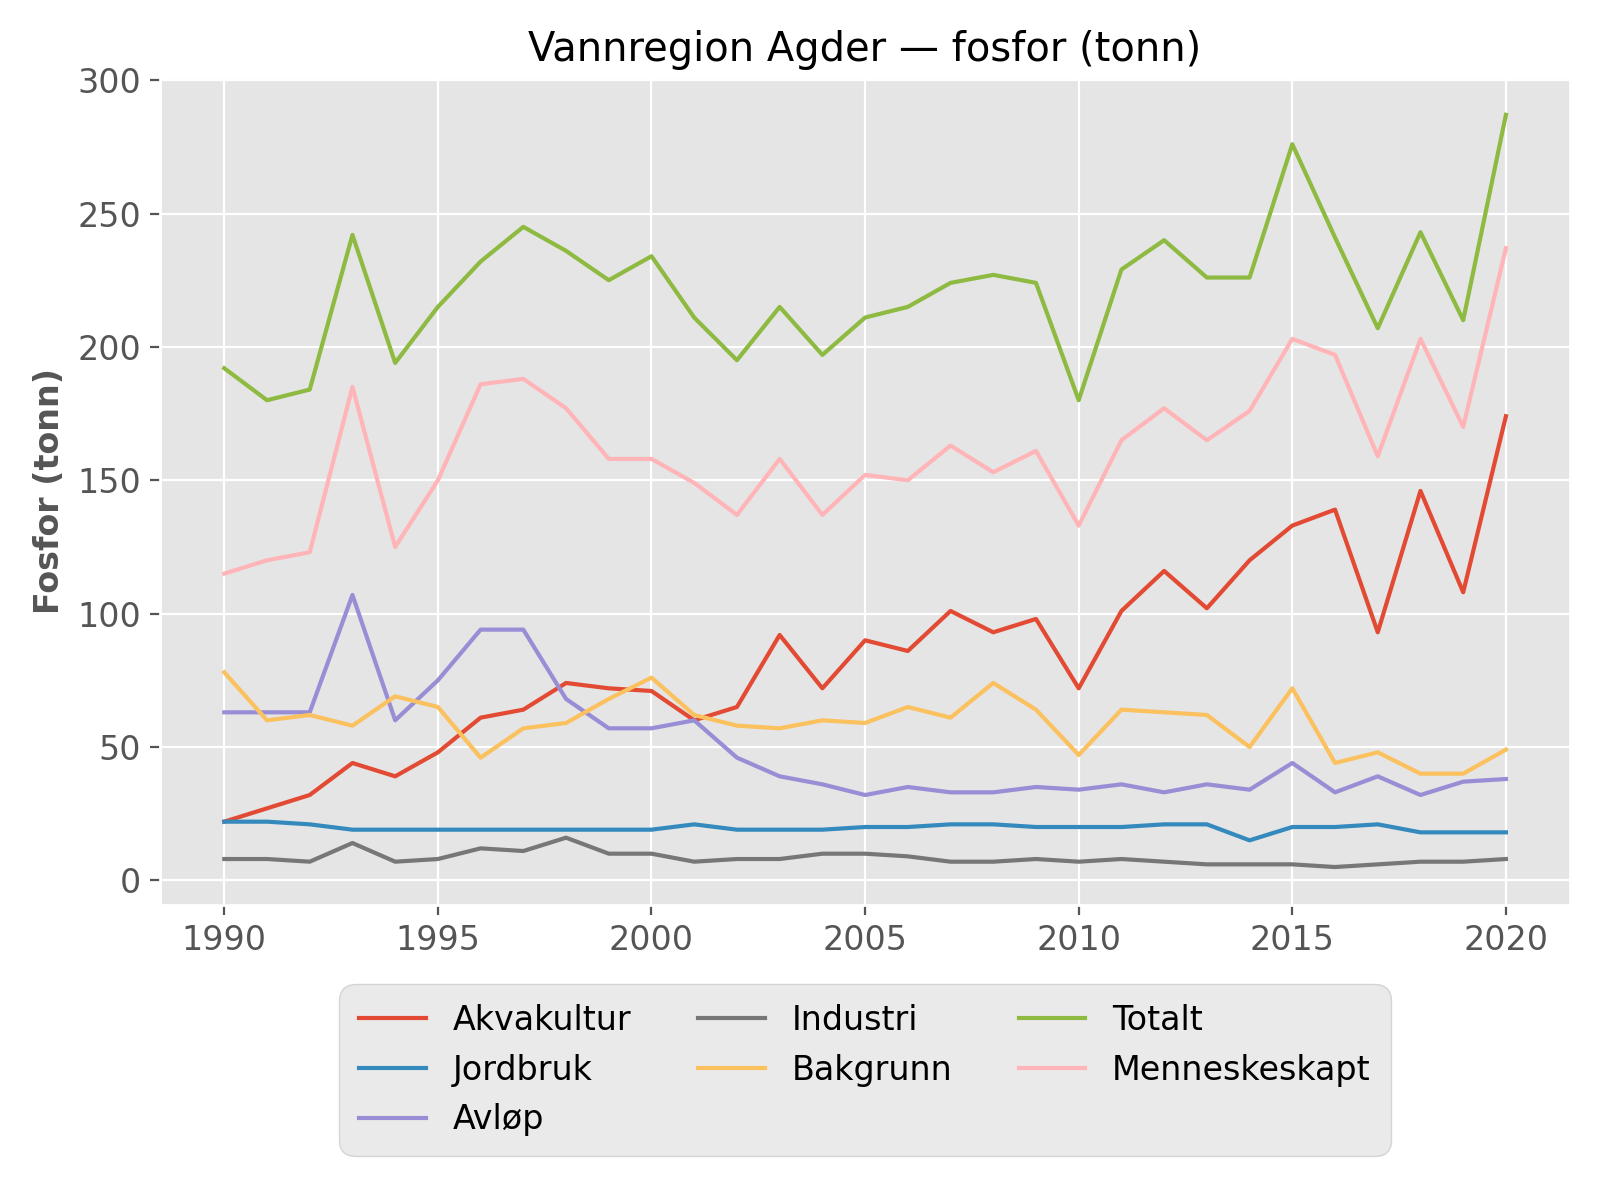 Vannregion Agder — fosfor (tonn)
300
250
200
150
100
50
0
Fosfor (tonn)
1990 1995 2000 2005 2010 2015 2020
Akvakultur Industri Totalt
Jordbruk Bakgrunn Menneskeskapt
Avløp